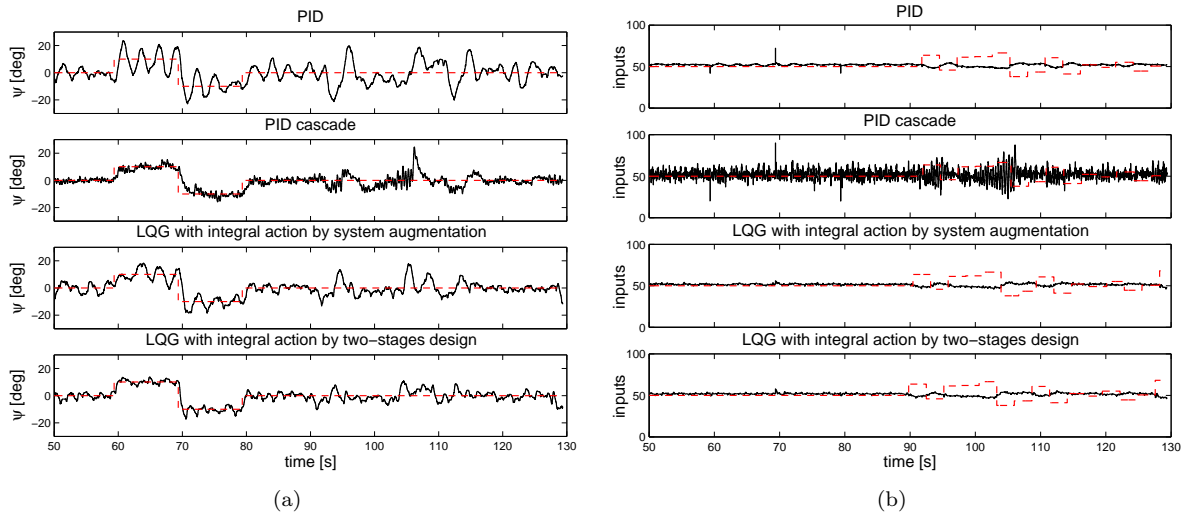 PID
ψ [deg]
20
0
−20
PID cascade
ψ [deg]
20
0
−20
LQG with integral action by system augmentation
ψ [deg]
20
0
−20
LQG with integral action by two−stages design
ψ [deg]
20
0
−20
50 60 70 80 90 100 110 120 130
time [s]
(a)
PID
inputs
100
50
0
PID cascade
inputs
100
50
0
LQG with integral action by system augmentation
inputs
100
50
0
LQG with integral action by two−stages design
inputs
100
50
0
50 60 70 80 90 100 110 120 130
time [s]
(b)